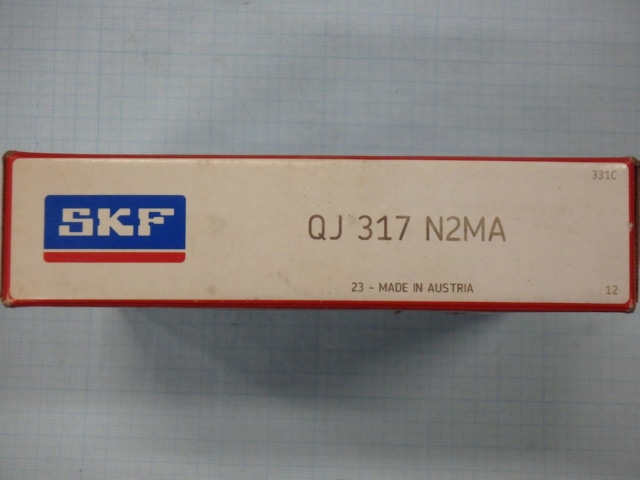 331C
SKF
QJ 317 N2MA
23 - MADE IN AUSTRIA
12